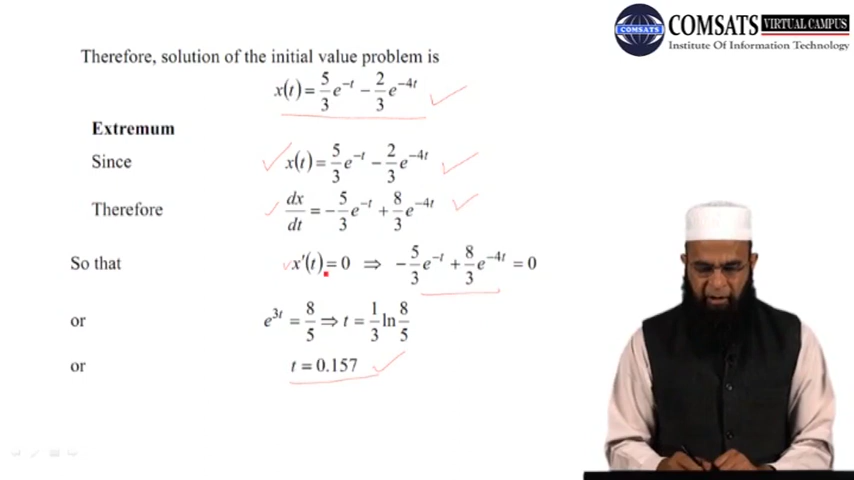 COMSATS VIRTUAL CAMPUS
COMSATS
Institute Of Information Technology
Therefore, solution of the initial value problem is
x(t) = 5/3 e^{-t} - 2/3 e^{-4t}
Extremum
Since x(t) = 5/3 e^{-t} - 2/3 e^{-4t}
Therefore dx/dt = -5/3 e^{-t} + 8/3 e^{-4t}
So that x'(t) = 0 ⇒ -5/3 e^{-t} + 8/3 e^{-4t} = 0
or e^{3t} = 8/5 ⇒ t = 1/3 ln 8/5
or t = 0.157